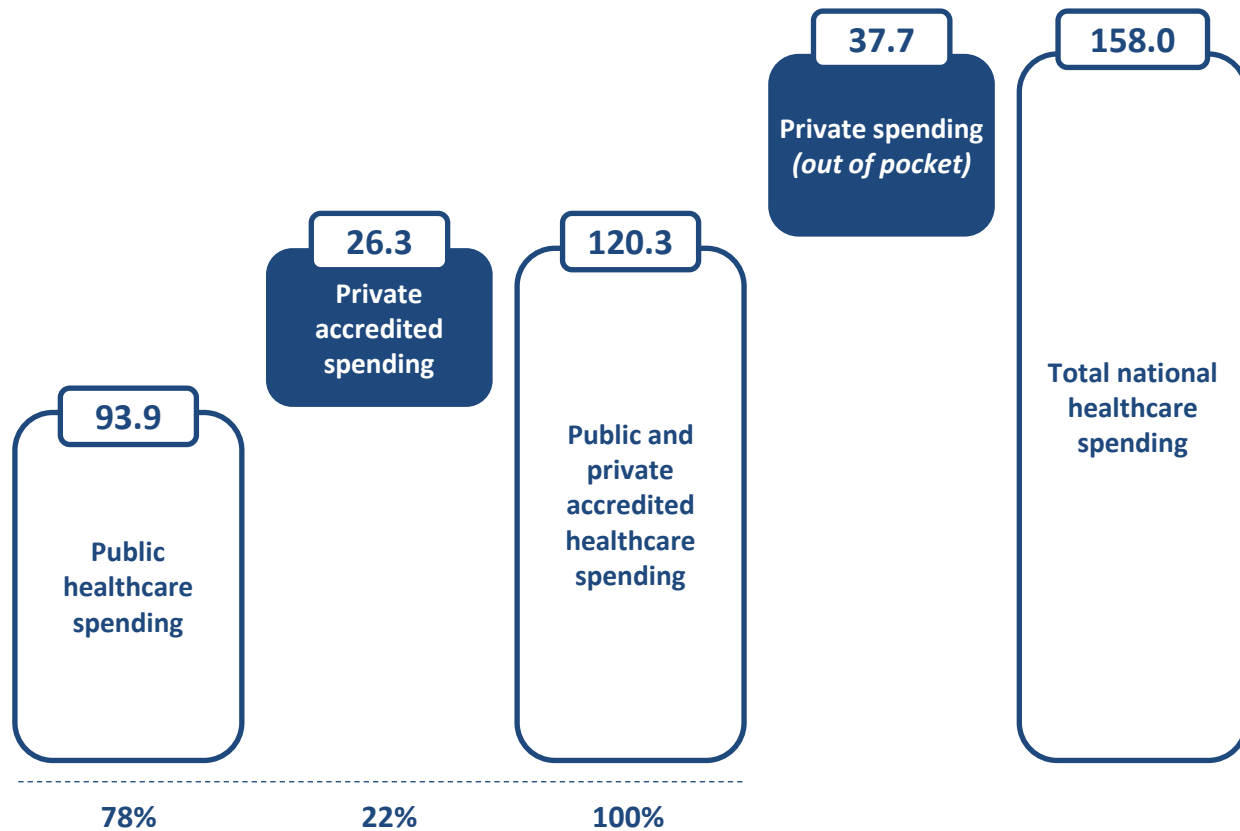 93.9
Public
healthcare
spending
26.3
Private
accredited
spending
120.3
Public and
private
accredited
healthcare
spending
37.7
Private spending
(out of pocket)
158.0
Total national
healthcare
spending
78%
22%
100%